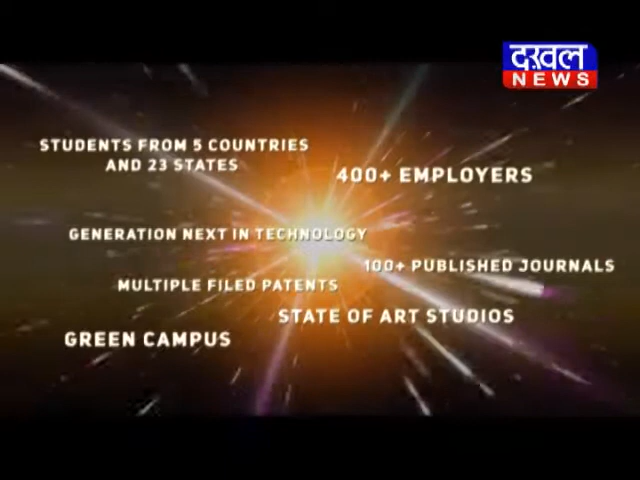 दख़ल
NEWS
STUDENTS FROM 5 COUNTRIES
AND 23 STATES
400+ EMPLOYERS
GENERATION NEXT IN TECHNOLOGY
100+ PUBLISHED JOURNALS
MULTIPLE FILED PATENTS
STATE OF ART STUDIOS
GREEN CAMPUS